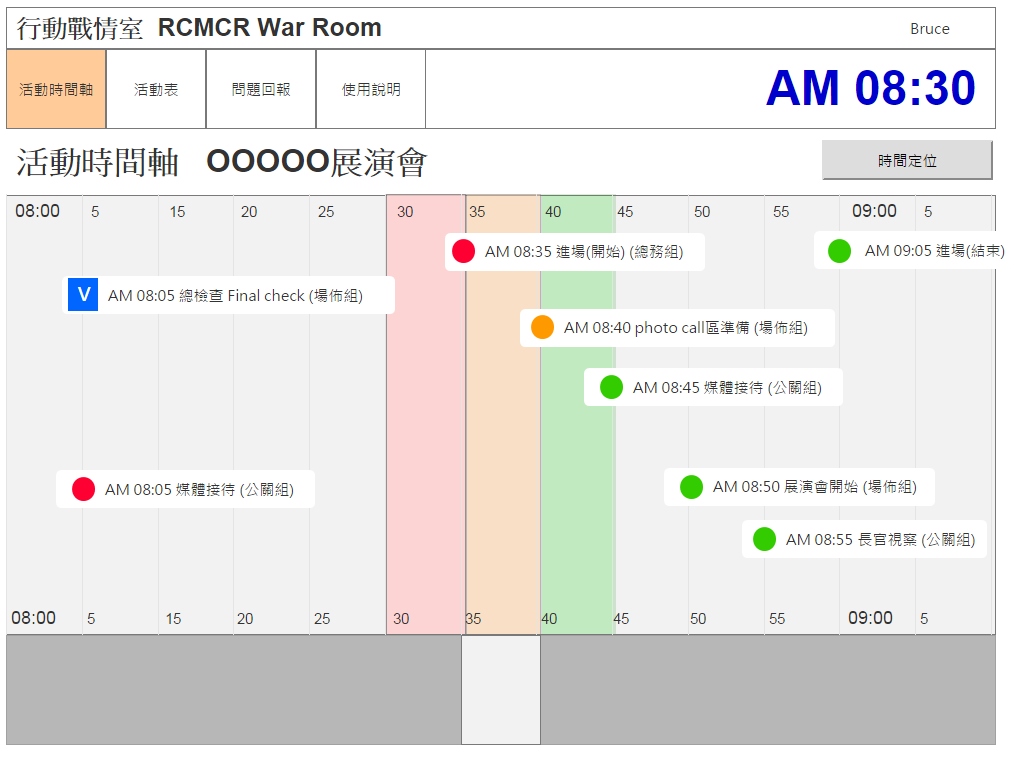 行動戰情室 RCMCR War Room
Bruce
活動時間軸 活動表 問題回報 使用說明
AM 08:30
活動時間軸 OOOOO展演會
時間定位
08:00 5 15 20 25 30 35 40 45 50 55 09:00 5
AM 08:35 進場(開始) (總務組)
AM 09:05 進場(結束)
V AM 08:05 總檢查 Final check (場佈組)
AM 08:40 photo call區準備 (場佈組)
AM 08:45 媒體接待 (公關組)
AM 08:05 媒體接待 (公關組)
AM 08:50 展演會開始 (場佈組)
AM 08:55 長官視察 (公關組)
08:00 5 15 20 25 30 35 40 45 50 55 09:00 5